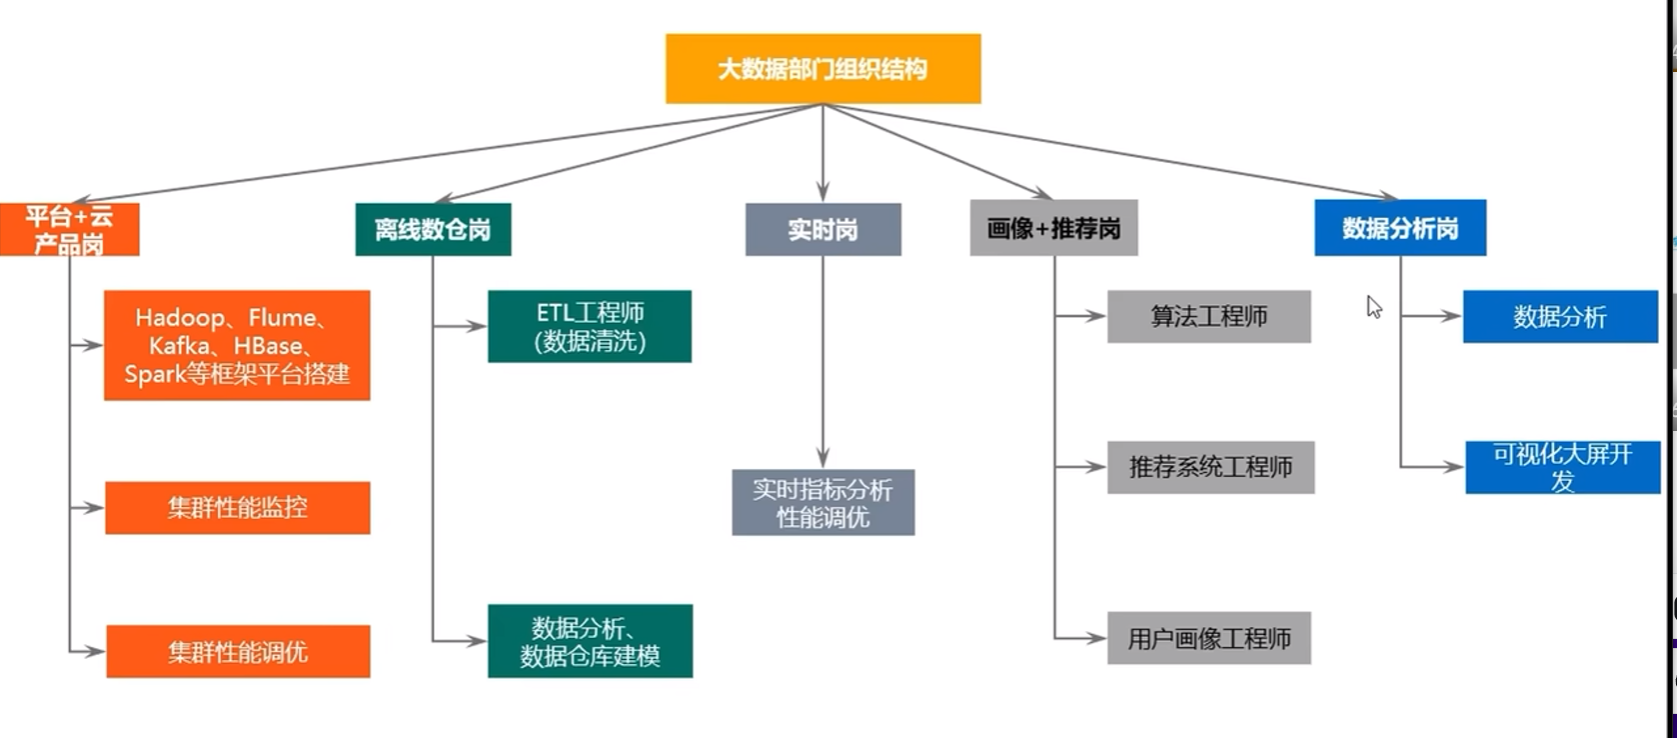 大数据部门组织结构
平台+云
产品岗
离线数仓岗
实时岗
画像+推荐岗
数据分析岗
Hadoop、Flume、
Kafka、HBase、
Spark等框架平台搭建
集群性能监控
集群性能调优
ETL工程师
（数据清洗）
数据分析、
数据仓库建模
实时指标分析
性能调优
算法工程师
推荐系统工程师
用户画像工程师
数据分析
可视化大屏开
发